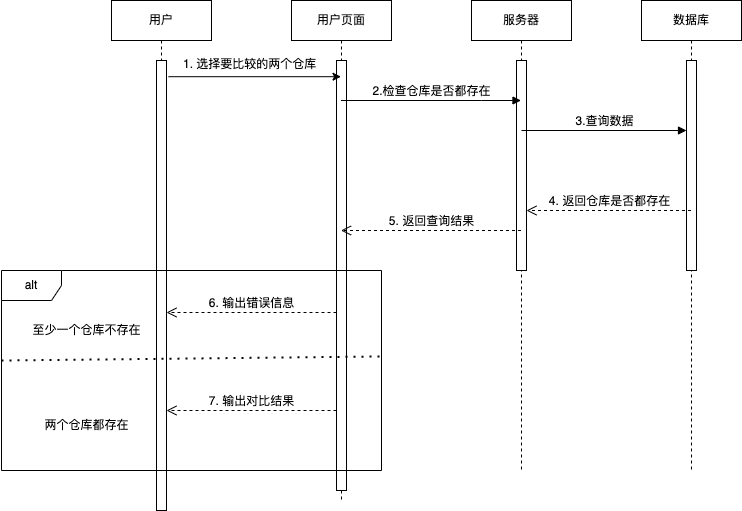 用户
用户页面
服务器
数据库
1. 选择要比较的两个仓库
2.检查仓库是否都存在
3.查询数据
4. 返回仓库是否都存在
5. 返回查询结果
alt
6. 输出错误信息
至少一个仓库不存在
7. 输出对比结果
两个仓库都存在